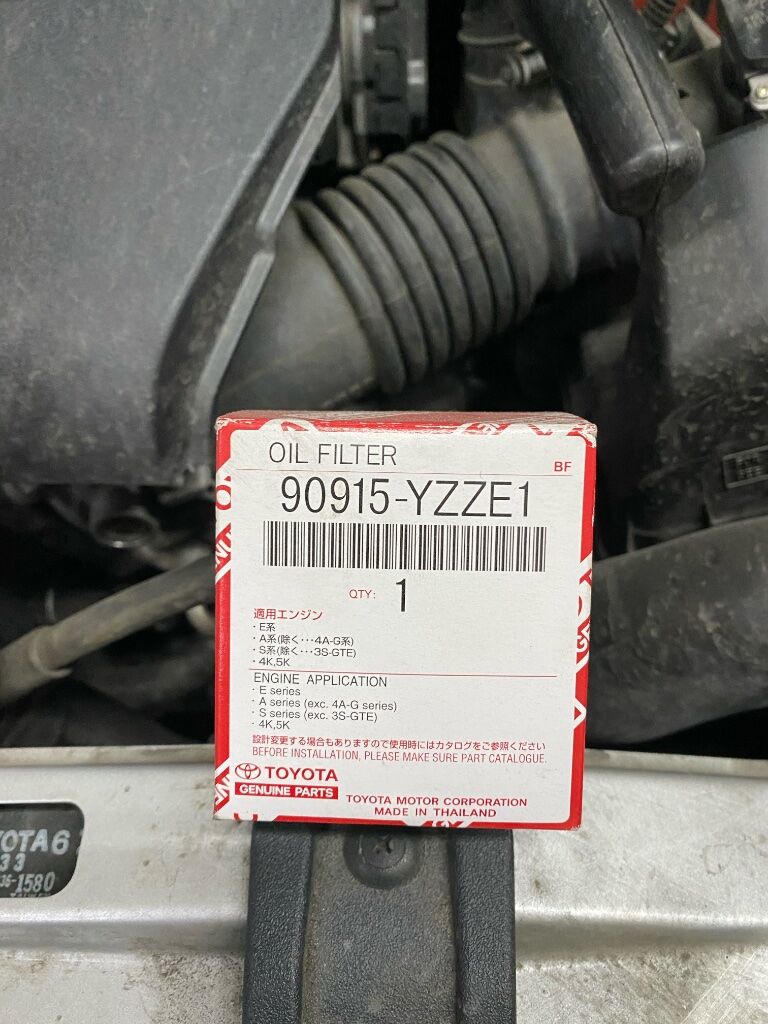 OIL FILTER
BF
90915-YZZE1
QTY: 1
適用エンジン
・E系
・A系(除く･･･4A-G系)
・S系(除く･･･3S-GTE)
・4K,5K
ENGINE APPLICATION
・E series
・A series (exc. 4A-G series)
・S series (exc. 3S-GTE)
・4K,5K
設計変更する場合もありますので使用時にはカタログをご参照ください
BEFORE INSTALLATION, PLEASE MAKE SURE PART CATALOGUE.
TOYOTA
GENUINE PARTS
TOYOTA MOTOR CORPORATION
MADE IN THAILAND
OTA6
33
-1580